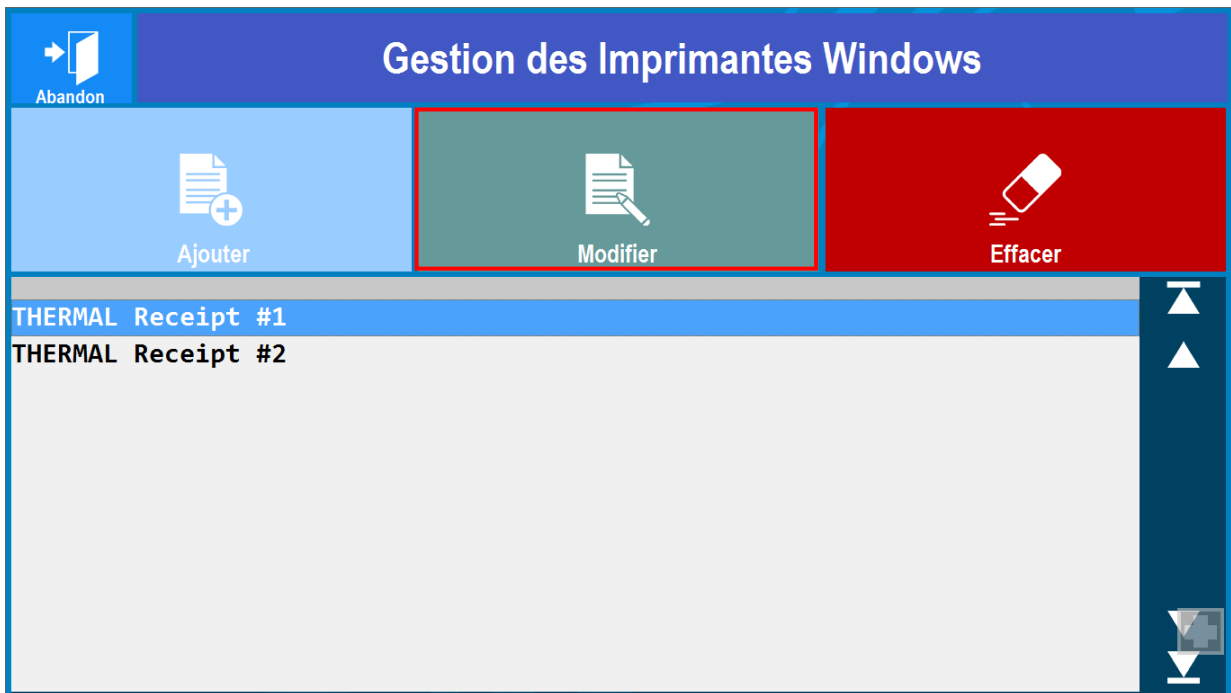 Abandon
Gestion des Imprimantes Windows
Ajouter
Modifier
Effacer
THERMAL Receipt #1
THERMAL Receipt #2